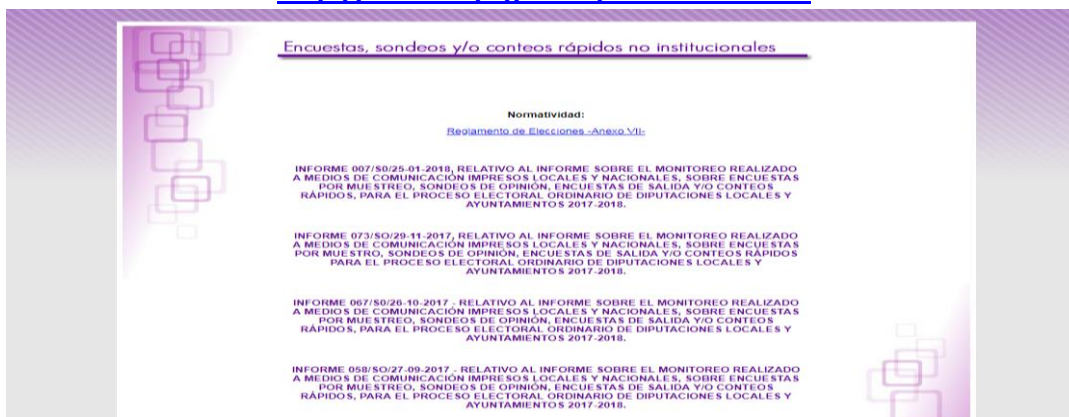 Encuestas, sondeos y/o conteos rápidos no institucionales
Normatividad:
Reglamento de Elecciones -Anexo VII-
INFORME 007/S0/25-01-2018, RELATIVO AL INFORME SOBRE EL MONITOREO REALIZADO
A MEDIOS DE COMUNICACIÓN IMPRESOS LOCALES Y NACIONALES, SOBRE ENCUESTAS
POR MUESTREO, SONDEOS DE OPINIÓN, ENCUESTAS DE SALIDA Y/O CONTEOS
RÁPIDOS, PARA EL PROCESO ELECTORAL ORDINARIO DE DIPUTACIONES LOCALES Y
AYUNTAMIENTOS 2017-2018.
INFORME 073/SO/29-11-2017, RELATIVO AL INFORME SOBRE EL MONITOREO REALIZADO
A MEDIOS DE COMUNICACIÓN IMPRESOS LOCALES Y NACIONALES, SOBRE ENCUESTAS
POR MUESTRO, SONDEOS DE OPINIÓN, ENCUESTAS DE SALIDA Y/O CONTEOS RÁPIDOS
PARA EL PROCESO ELECTORAL ORDINARIO DE DIPUTACIONES LOCALES Y
AYUNTAMIENTOS 2017-2018.
INFORME 067/S0/26-10-2017 - RELATIVO AL INFORME SOBRE EL MONITOREO REALIZADO
A MEDIOS DE COMUNICACIÓN IMPRESOS LOCALES Y NACIONALES, SOBRE ENCUESTAS
POR MUESTREO, SONDEOS DE OPINIÓN, ENCUESTAS DE SALIDA Y/O CONTEOS
RÁPIDOS, PARA EL PROCESO ELECTORAL ORDINARIO DE DIPUTACIONES LOCALES Y
AYUNTAMIENTOS 2017-2018.
INFORME 058/SO/27-09-2017 - RELATIVO AL INFORME SOBRE EL MONITOREO REALIZADO
A MEDIOS DE COMUNICACIÓN IMPRESOS LOCALES Y NACIONALES, SOBRE ENCUESTAS
POR MUESTREO, SONDEOS DE OPINIÓN, ENCUESTAS DE SALIDA Y/O CONTEOS
RÁPIDOS, PARA EL PROCESO ELECTORAL ORDINARIO DE DIPUTACIONES LOCALES Y
AYUNTAMIENTOS 2017-2018.